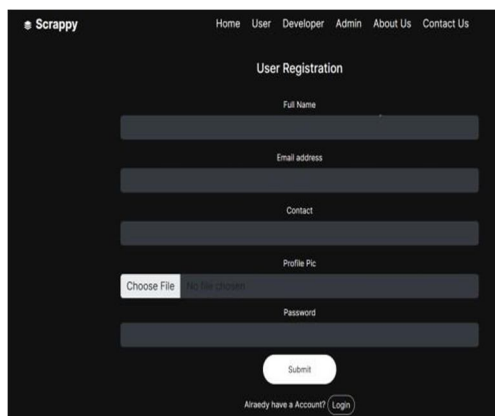 Scrappy Home User Developer Admin About Us Contact Us
User Registration
Full Name
Email address
Contact
Profile Pic
Choose File No file chosen
Password
Submit
Alraedy have a Account? Login